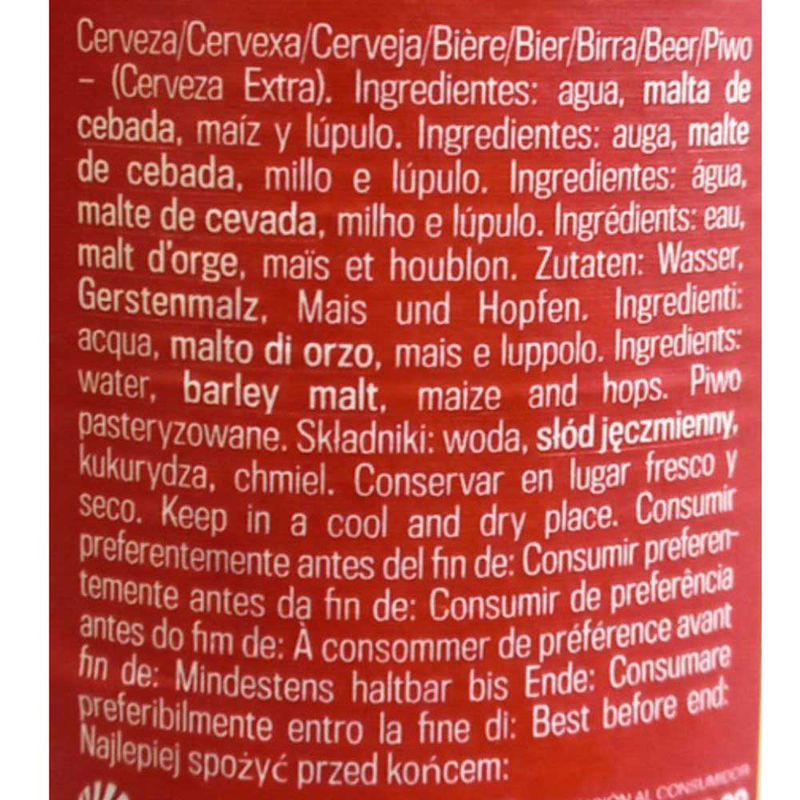 Cerveza/Cervexa/Cerveja/Bière/Bier/Birra/Beer/Piwo
– (Cerveza Extra). Ingredientes: agua, malta de
cebada, maíz y lúpulo. Ingredientes: auga, malte
de cebada, millo e lúpulo. Ingredientes: água,
malte de cevada, milho e lúpulo. Ingrédients: eau,
malt d'orge, maïs et houblon. Zutaten: Wasser,
Gerstenmalz, Mais und Hopfen. Ingredienti:
acqua, malto di orzo, mais e luppolo. Ingredients:
water, barley malt, maize and hops. Piwo
pasteryzowane. Składniki: woda, słód jęczmienny,
kukurydza, chmiel. Conservar en lugar fresco y
seco. Keep in a cool and dry place. Consumir
preferentemente antes del fin de: Consumir preferen-
temente antes da fin de: Consumir de preferência
antes do fim de: À consommer de préférence avant
fin de: Mindestens haltbar bis Ende: Consumare
preferibilmente entro la fine di: Best before end:
Najlepiej spożyć przed końcem:
AL CONSUMIDOR